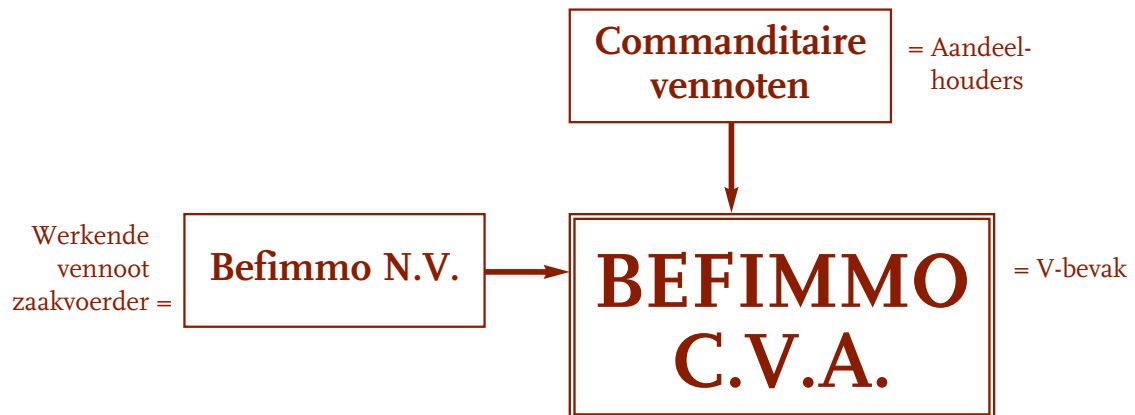 Commanditaire
vennoten
= Aandeel-
houders
Werkende
vennoot
zaakvoerder =
Befimmo N.V.
BEFIMMO
C.V.A.
= V-bevak